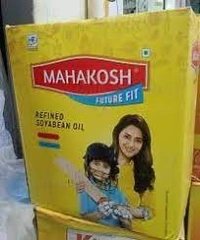 MAHAKOSH
FUTURE FIT
REFINED
SOYABEAN OIL